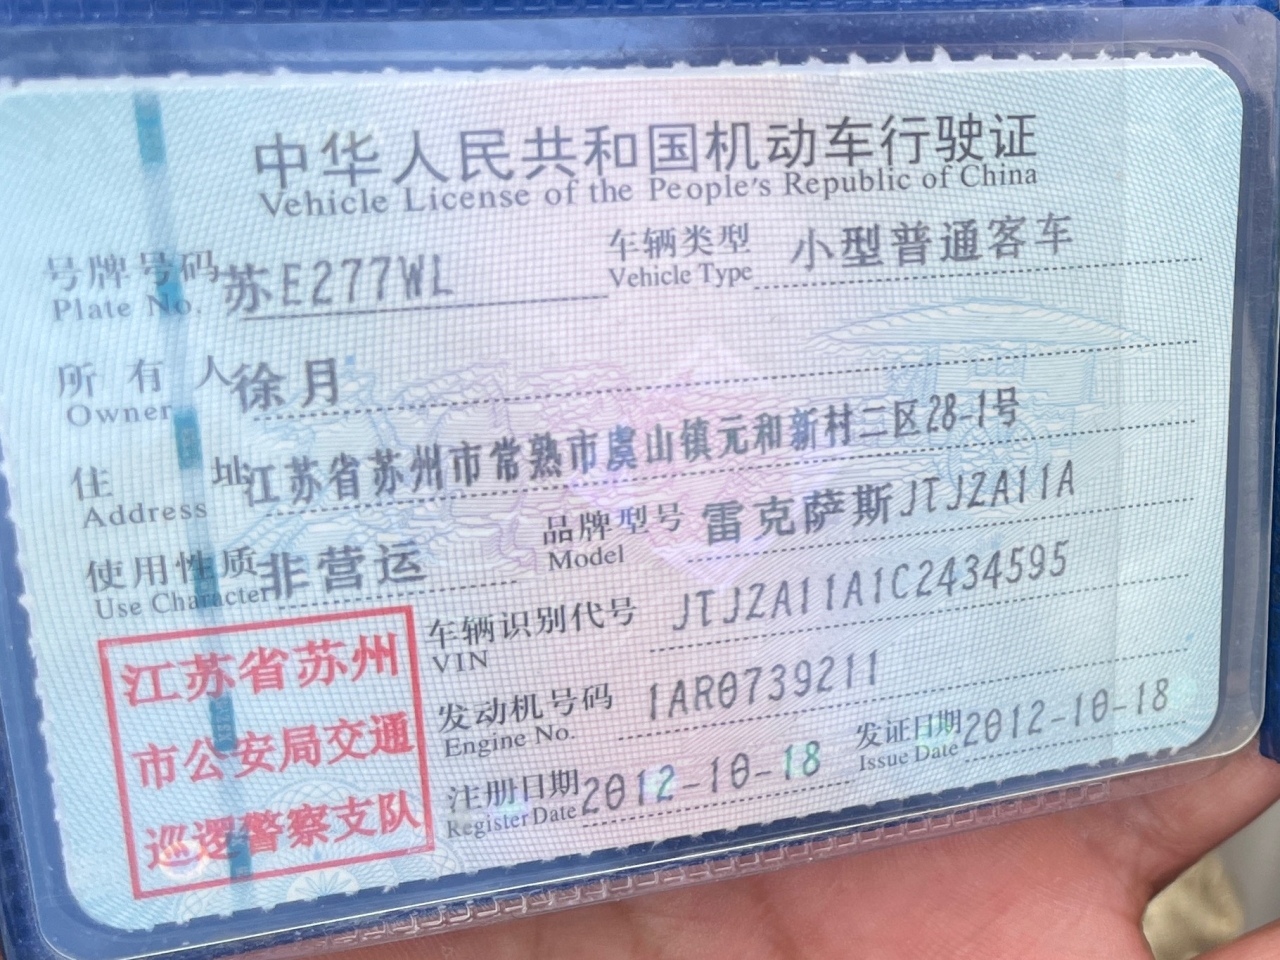 中华人民共和国机动车行驶证
Vehicle License of the People's Republic of China
号牌号码 苏E277WL 车辆类型 小型普通客车
Plate No. Vehicle Type
所有人 徐月
Owner
住址 江苏省苏州市常熟市虞山镇元和新村二区28-1号
Address
使用性质 非营运 品牌型号 雷克萨斯JTJZA11A
Use Character Model
车辆识别代号 JTJZA11A1C2434595
VIN
发动机号码 1AR0739211
Engine No.
注册日期 2012-10-18 发证日期 2012-10-18
Register Date Issue Date
江苏省苏州
市公安局交通
巡逻警察支队